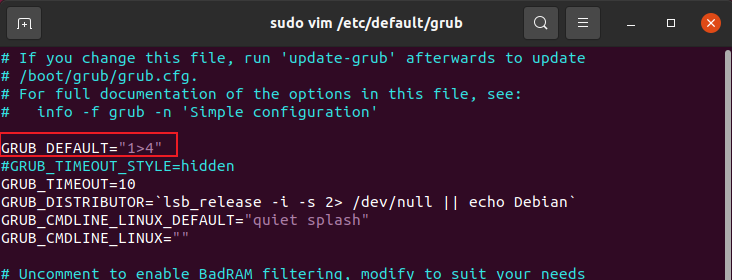 sudo vim /etc/default/grub
# If you change this file, run 'update-grub' afterwards to update
# /boot/grub/grub.cfg.
# For full documentation of the options in this file, see:
#   info -f grub -n 'Simple configuration'
GRUB_DEFAULT="1>4"
#GRUB_TIMEOUT_STYLE=hidden
GRUB_TIMEOUT=10
GRUB_DISTRIBUTOR=`lsb_release -i -s 2> /dev/null || echo Debian`
GRUB_CMDLINE_LINUX_DEFAULT="quiet splash"
GRUB_CMDLINE_LINUX=""
# Uncomment to enable BadRAM filtering, modify to suit your needs